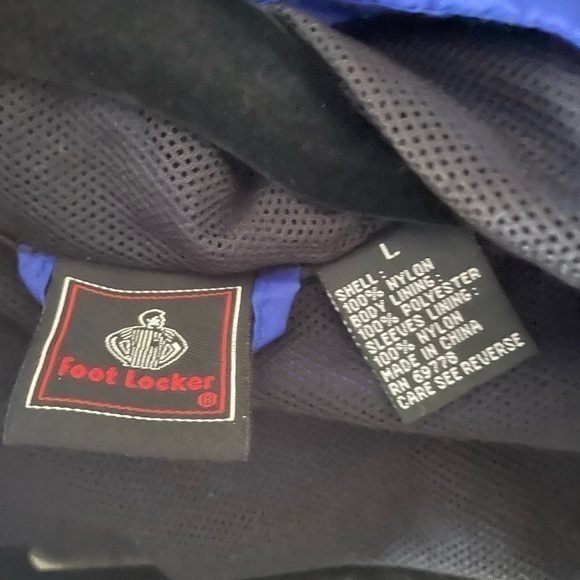 Foot Locker
®
L
SHELL:
100% NYLON
BODY LINING:
100% POLYESTER
SLEEVES LINING:
100% NYLON
MADE IN CHINA
RN 69778
CARE SEE REVERSE